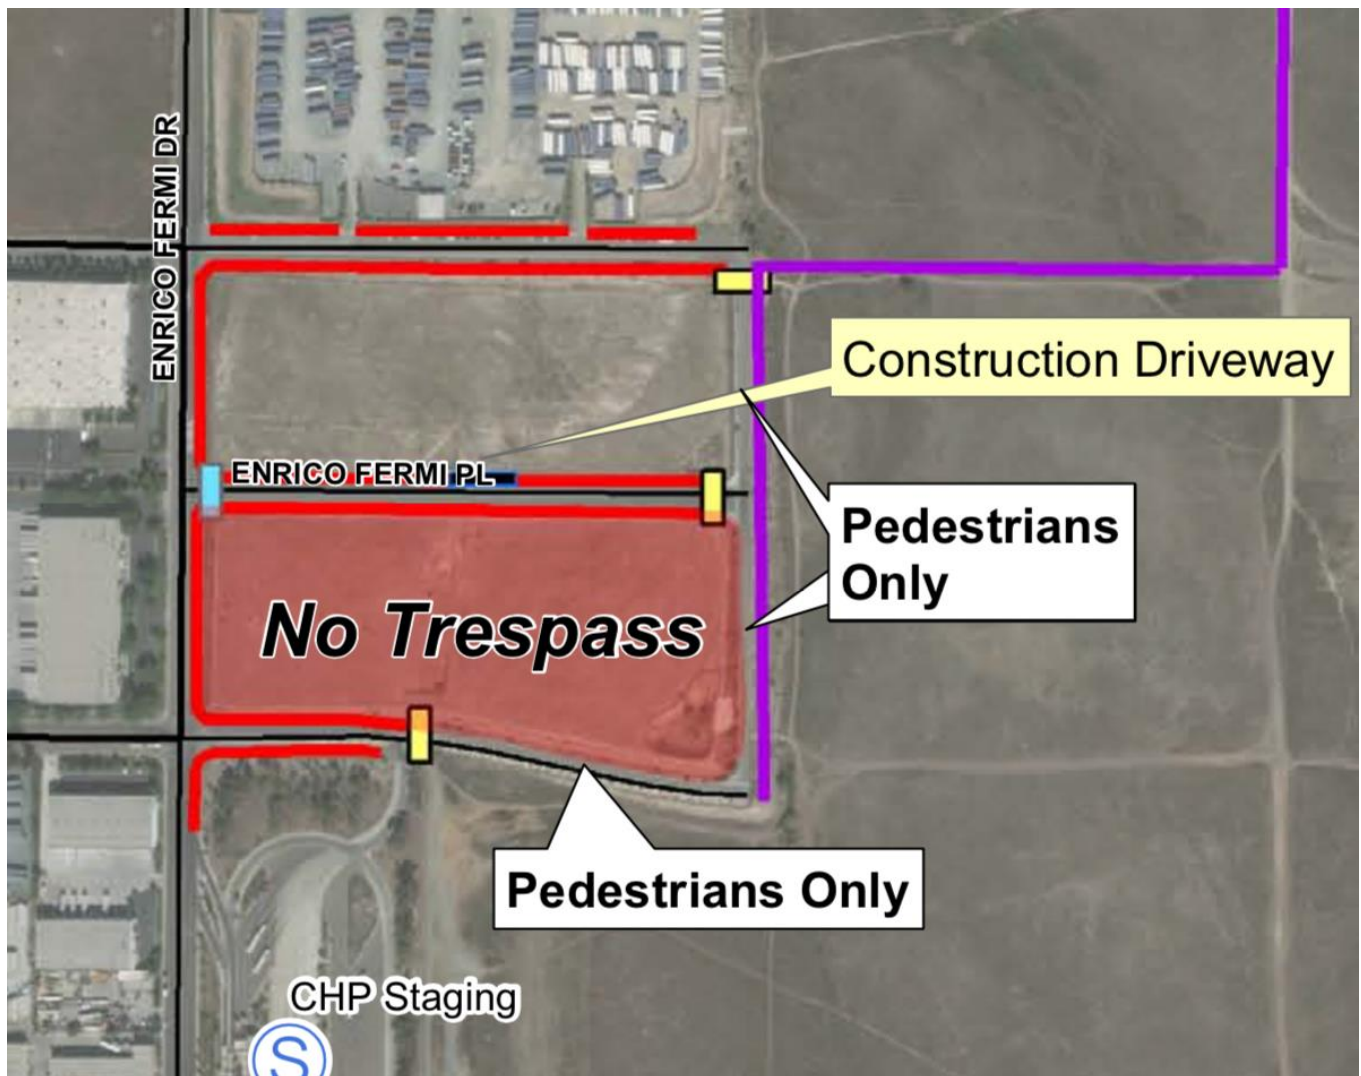 ENRICO FERMI DR
Construction Driveway
ENRICO FERMI PL
Pedestrians
Only
No Trespass
Pedestrians Only
CHP Staging
S